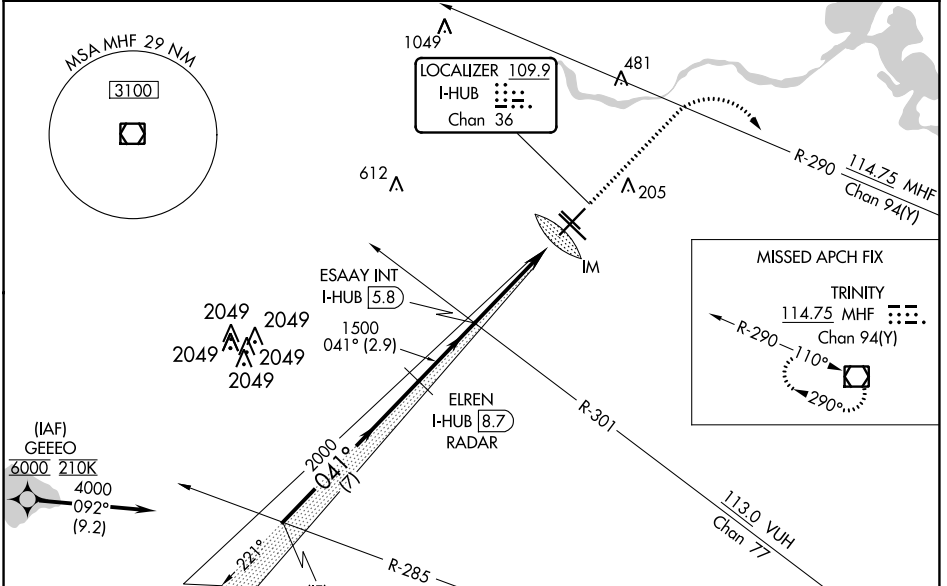 MSA MHF 29 NM
3100
1049
481
LOCALIZER 109.9
I-HUB
Chan 36
R-290
114.75 MHF
Chan 94(Y)
612
205
IM
ESAAY INT
I-HUB 5.8
1500
041° (2.9)
MISSED APCH FIX
TRINITY
114.75 MHF
Chan 94(Y)
R-290
110°
290°
2049
2049
2049
2049
2049
ELREN
I-HUB 8.7
RADAR
R-301
113.0 VUH
Chan 77
(IAF)
GEEEO
6000 210K
4000
092°
(9.2)
2000
041°
(7)
221°
R-285